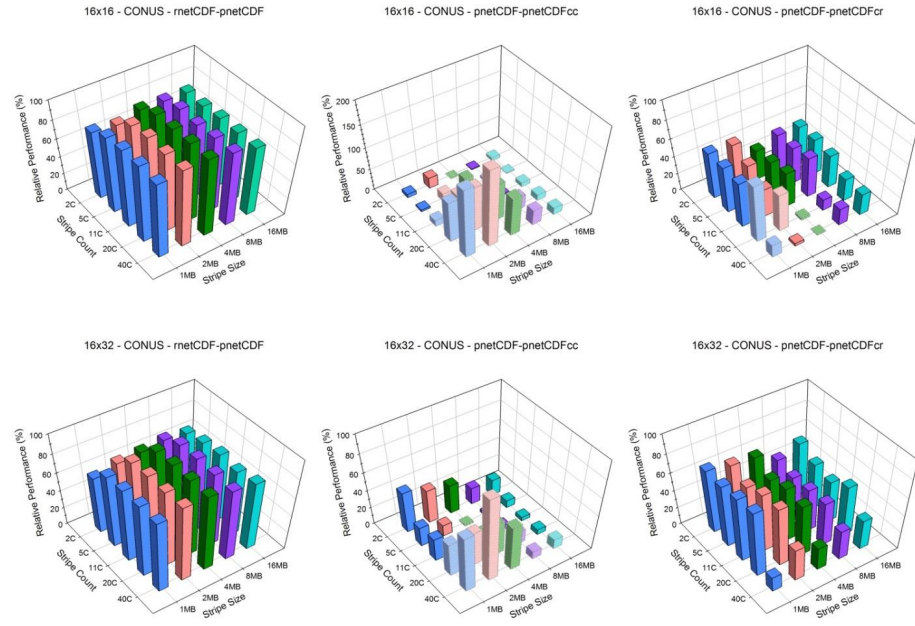 16x16 - CONUS - rnetCDF-pnetCDF
Relative Performance (%)
100
80
60
40
20
0
2C
5C
11C
20C
40C
Stripe Count
1MB
2MB
4MB
8MB
16MB
Stripe Size
16x16 - CONUS - pnetCDF-pnetCDFcc
Relative Performance (%)
200
150
100
50
0
2C
5C
11C
20C
40C
Stripe Count
1MB
2MB
4MB
8MB
16MB
Stripe Size
16x16 - CONUS - pnetCDF-pnetCDFcr
Relative Performance (%)
100
80
60
40
20
0
2C
5C
11C
20C
40C
Stripe Count
1MB
2MB
4MB
8MB
16MB
Stripe Size
16x32 - CONUS - rnetCDF-pnetCDF
Relative Performance (%)
100
80
60
40
20
0
2C
5C
11C
20C
40C
Stripe Count
1MB
2MB
4MB
8MB
16MB
Stripe Size
16x32 - CONUS - pnetCDF-pnetCDFcc
Relative Performance (%)
100
80
60
40
20
0
2C
5C
11C
20C
40C
Stripe Count
1MB
2MB
4MB
8MB
16MB
Stripe Size
16x32 - CONUS - pnetCDF-pnetCDFcr
Relative Performance (%)
100
80
60
40
20
0
2C
5C
11C
20C
40C
Stripe Count
1MB
2MB
4MB
8MB
16MB
Stripe Size